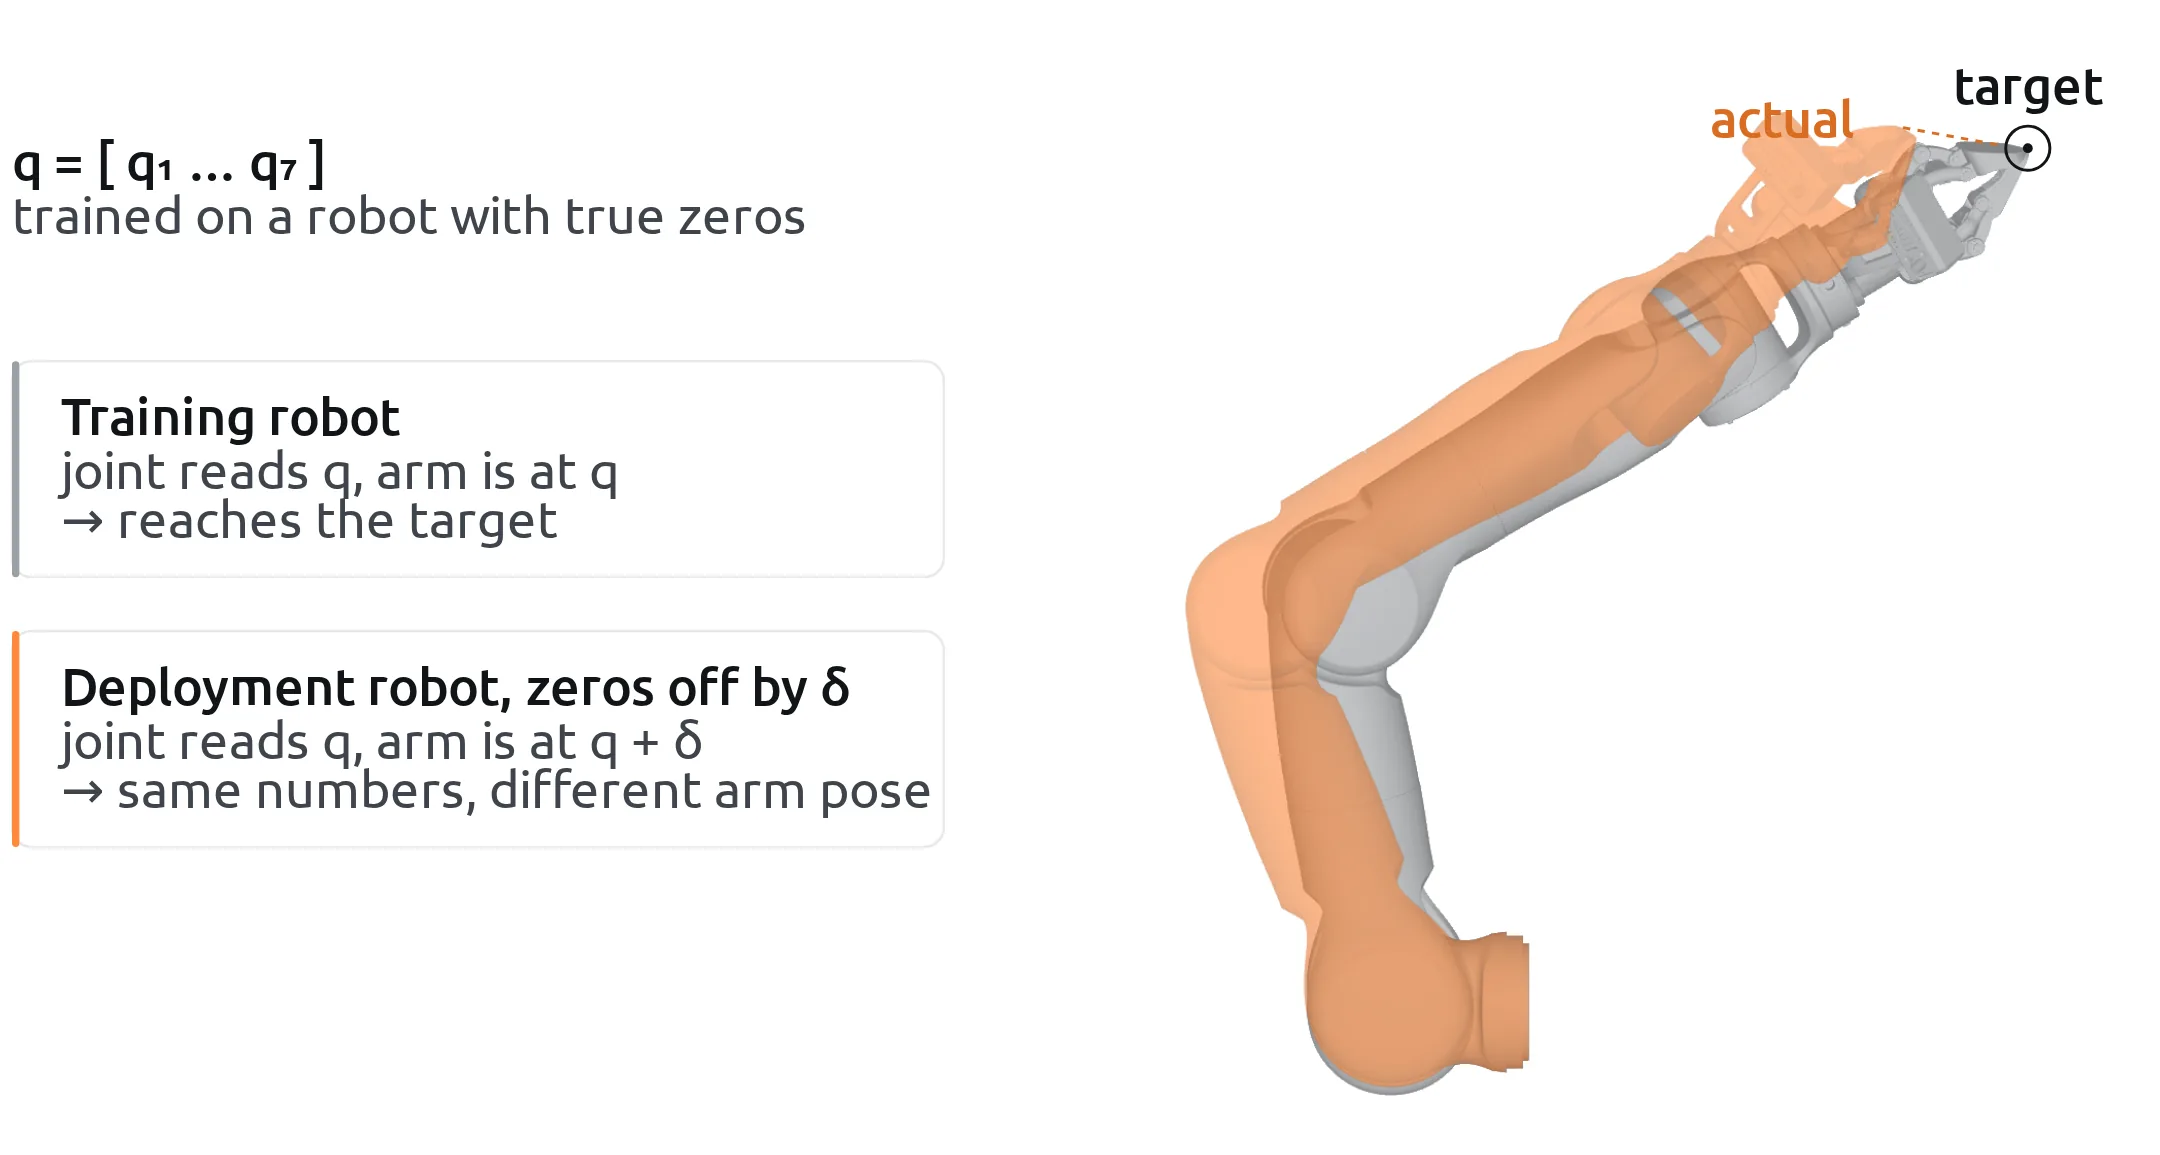 q = [ q₁ ... q₇ ]
trained on a robot with true zeros
Training robot
joint reads q, arm is at q
→ reaches the target
Deployment robot, zeros off by δ
joint reads q, arm is at q + δ
→ same numbers, different arm pose
actual
target